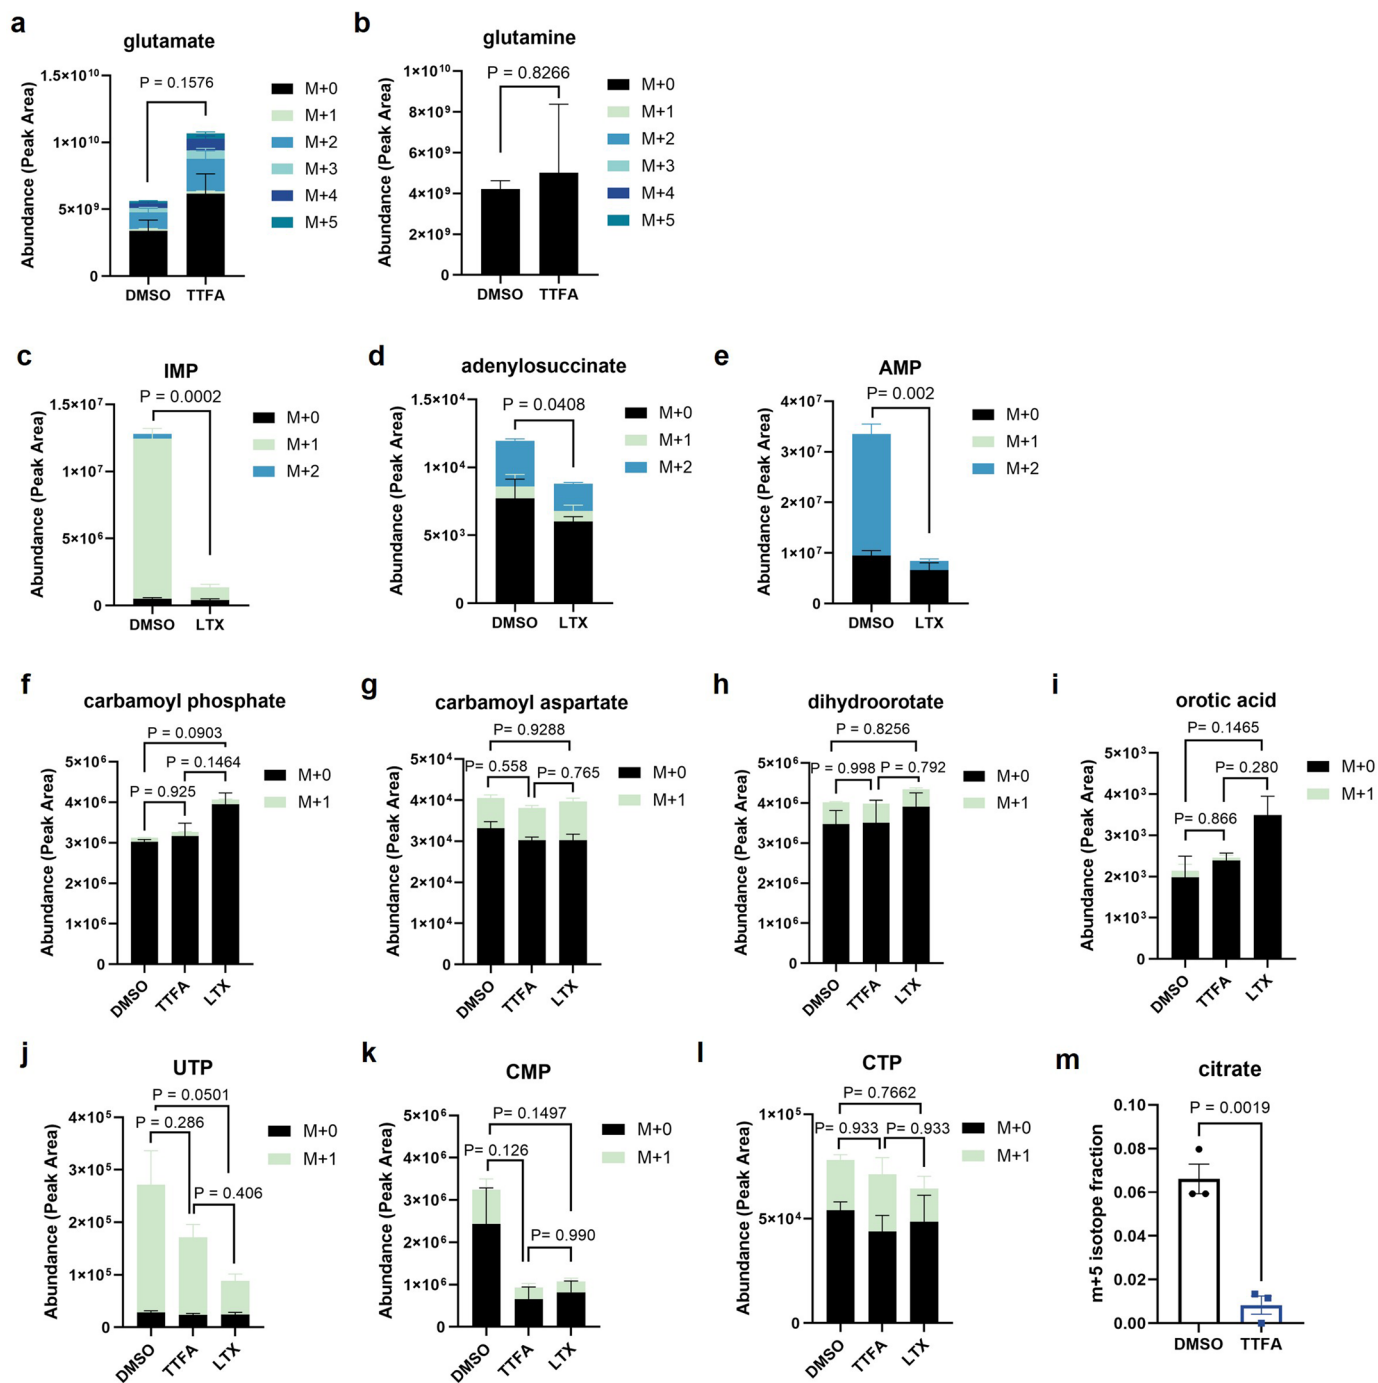 a
glutamate
P = 0.1576
Abundance (Peak Area)
1.5×10¹⁰
1×10¹⁰
5×10⁹
0
DMSO TTFA
M+0
M+1
M+2
M+3
M+4
M+5
b
glutamine
P = 0.8266
Abundance (Peak Area)
1×10¹⁰
8×10⁹
6×10⁹
4×10⁹
2×10⁹
0
DMSO TTFA
M+0
M+1
M+2
M+3
M+4
M+5
c
IMP
P = 0.0002
Abundance (Peak Area)
1.5×10⁷
1×10⁷
5×10⁶
0
DMSO LTX
M+0
M+1
M+2
d
adenylosuccinate
P = 0.0408
Abundance (Peak Area)
1.5×10⁴
1×10⁴
5×10³
0
DMSO LTX
M+0
M+1
M+2
e
AMP
P= 0.002
Abundance (Peak Area)
4×10⁷
3×10⁷
2×10⁷
1×10⁷
0
DMSO LTX
M+0
M+1
M+2
f
carbamoyl phosphate
P = 0.0903
P = 0.1464
P = 0.925
Abundance (Peak Area)
5×10⁶
4×10⁶
3×10⁶
2×10⁶
1×10⁶
0
DMSO TTFA LTX
M+0
M+1
g
carbamoyl aspartate
P= 0.9288
P= 0.558 P= 0.765
Abundance (Peak Area)
5×10⁴
4×10⁴
3×10⁴
2×10⁴
1×10⁴
0
DMSO TTFA LTX
M+0
M+1
h
dihydroorotate
P = 0.8256
P= 0.998 P= 0.792
Abundance (Peak Area)
5×10⁶
4×10⁶
3×10⁶
2×10⁶
1×10⁶
0
DMSO TTFA LTX
M+0
M+1
i
orotic acid
P= 0.1465
P= 0.280
P= 0.866
Abundance (Peak Area)
5×10³
4×10³
3×10³
2×10³
1×10³
0
DMSO TTFA LTX
M+0
M+1
j
UTP
P = 0.0501
P = 0.286
P = 0.406
Abundance (Peak Area)
4×10⁵
3×10⁵
2×10⁵
1×10⁵
0
DMSO TTFA LTX
M+0
M+1
k
CMP
P= 0.1497
P= 0.126
P= 0.990
Abundance (Peak Area)
5×10⁶
4×10⁶
3×10⁶
2×10⁶
1×10⁶
0
DMSO TTFA LTX
M+0
M+1
l
CTP
P= 0.7662
P= 0.933 P= 0.933
Abundance (Peak Area)
1×10⁵
5×10⁴
0
DMSO TTFA LTX
M+0
M+1
m
citrate
P = 0.0019
m+5 isotope fraction
0.10
0.08
0.06
0.04
0.02
0.00
DMSO TTFA